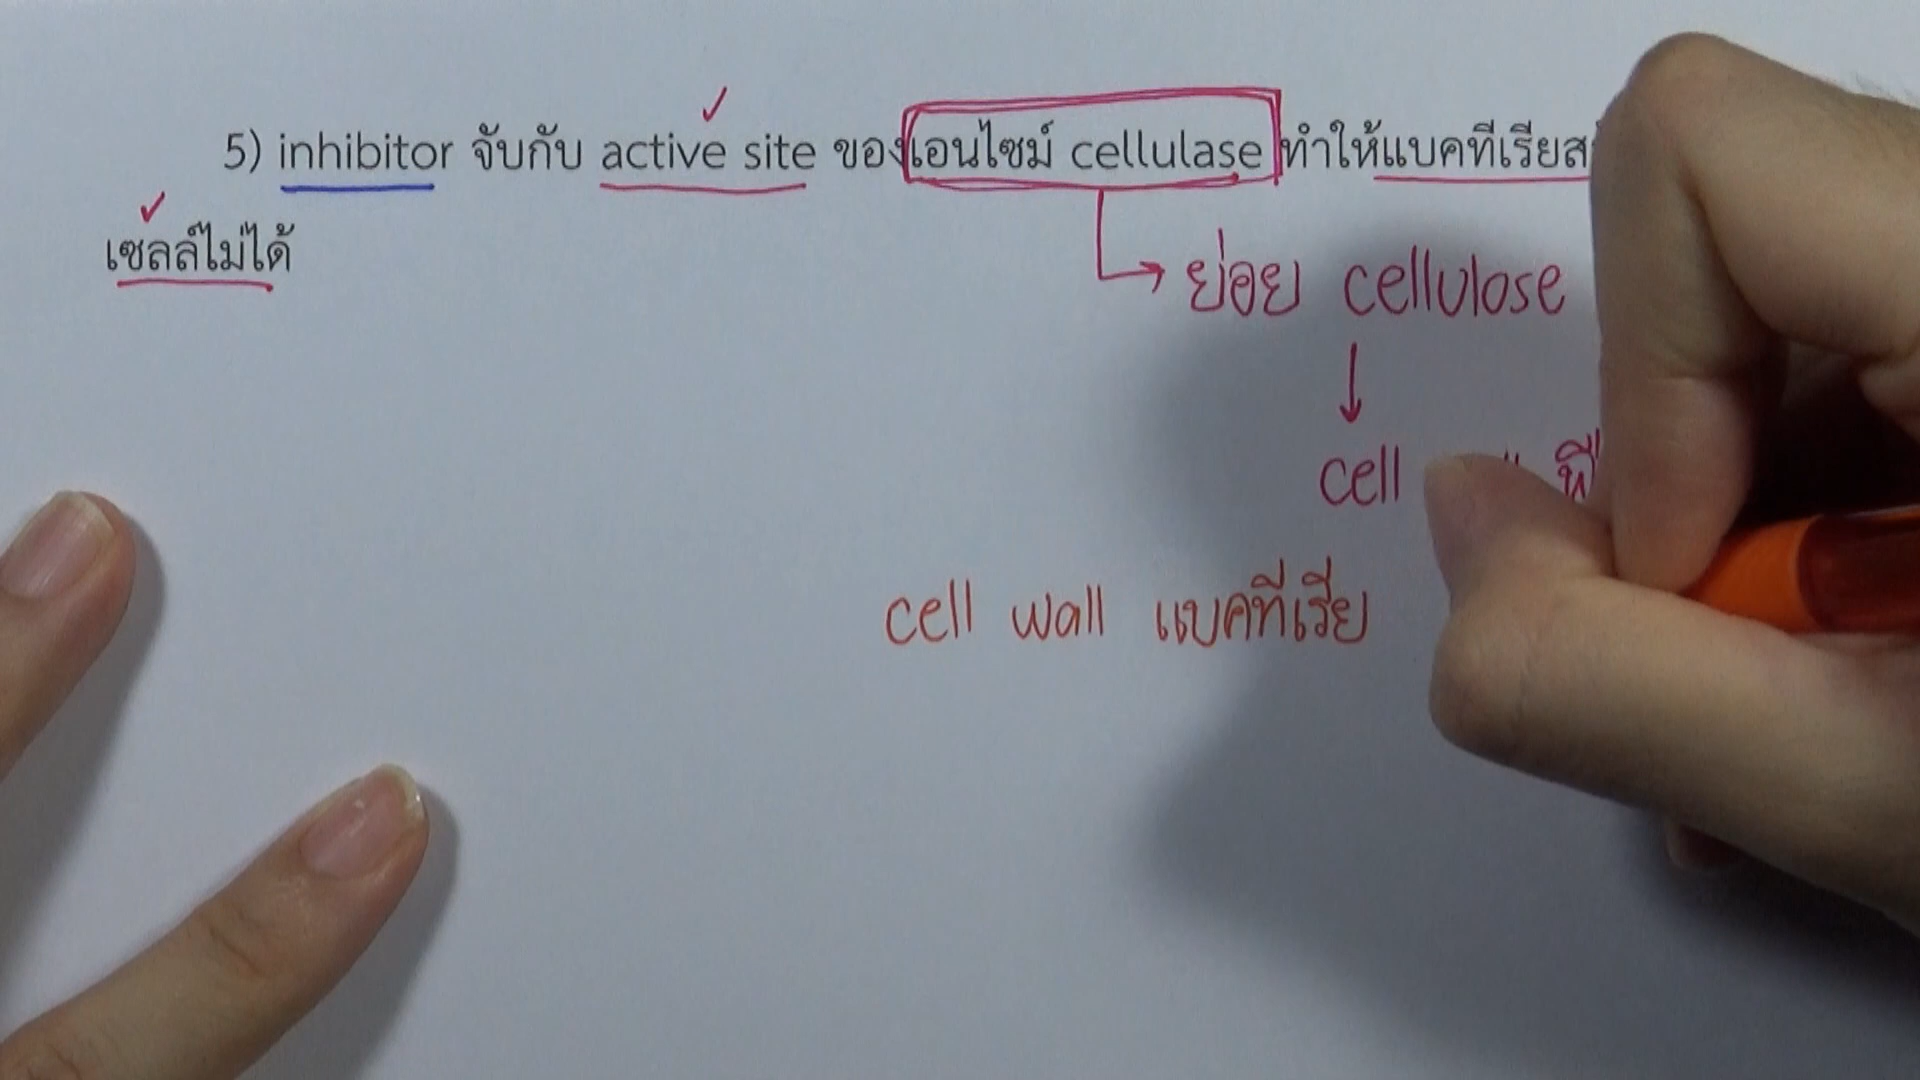 5) inhibitor จับกับ active site ของเอนไซม์ cellulase ทำให้แบคทีเรียส
เซลล์ไม่ได้
ย่อย cellulose
cell
cell wall แบคทีเรีย